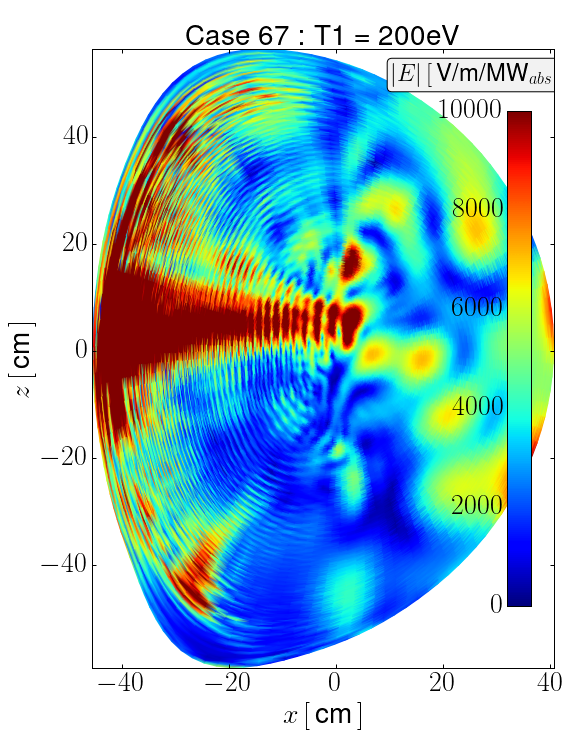 Case 67 : T1 = 200eV
|E| [ V/m/MW_abs
10000
8000
6000
4000
2000
0
40
20
0
−20
−40
z [ cm ]
−40 −20 0 20 40
x [ cm ]